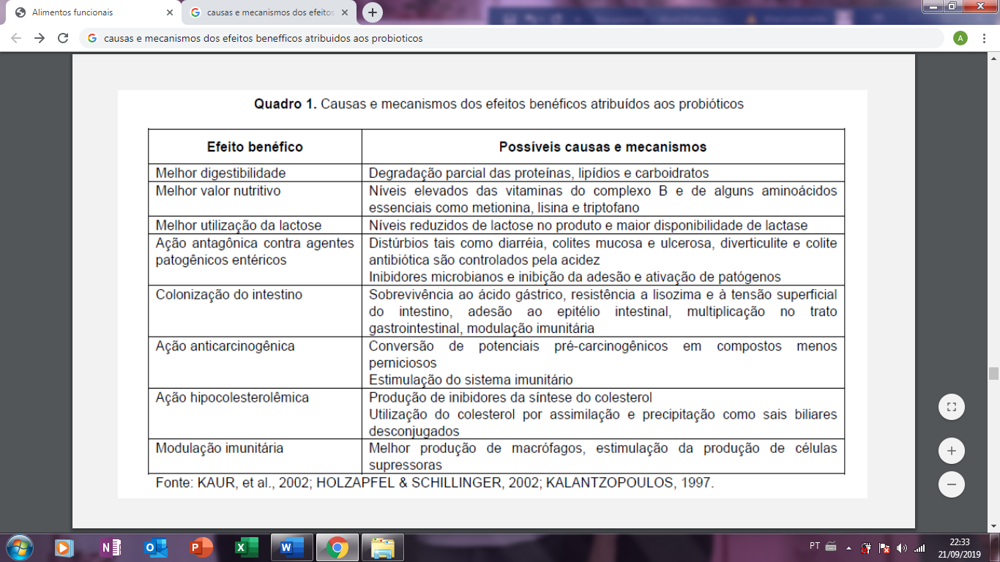 Alimentos funcionais
causas e mecanismos dos efeitos
causas e mecanismos dos efeitos benefficos atribuidos aos probioticos
A
Quadro 1. Causas e mecanismos dos efeitos benéficos atribuídos aos probióticos
Efeito benéfico
Possíveis causas e mecanismos
Melhor digestibilidade
Degradação parcial das proteínas, lipídios e carboidratos
Melhor valor nutritivo
Níveis elevados das vitaminas do complexo B e de alguns aminoácidos
essenciais como metionina, lisina e triptofano
Melhor utilização da lactose
Níveis reduzidos de lactose no produto e maior disponibilidade de lactase
Ação antagônica contra agentes
patogênicos entéricos
Distúrbios tais como diarréia, colites mucosa e ulcerosa, diverticulite e colite
antibiótica são controlados pela acidez
Inibidores microbianos e inibição da adesão e ativação de patógenos
Colonização do intestino
Sobrevivência ao ácido gástrico, resistência a lisozima e à tensão superficial
do intestino, adesão ao epitélio intestinal, multiplicação no trato
gastrointestinal, modulação imunitária
Ação anticarcinogênica
Conversão de potenciais pré-carcinogênicos em compostos menos
perniciosos
Estimulação do sistema imunitário
Ação hipocolesterolêmica
Produção de inibidores da síntese do colesterol
Utilização do colesterol por assimilação e precipitação como sais biliares
desconjugados
Modulação imunitária
Melhor produção de macrófagos, estimulação da produção de células
supressoras
Fonte: KAUR, et al., 2002; HOLZAPFEL & SCHILLINGER, 2002; KALANTZOPOULOS, 1997.
PT
22:33
21/09/2019